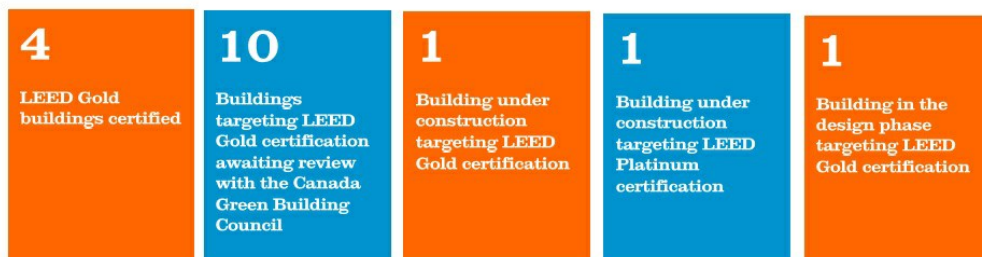 4
LEED Gold
buildings certified
10
Buildings
targeting LEED
Gold certification
awaiting review
with the Canada
Green Building
Council
1
Building under
construction
targeting LEED
Gold certification
1
Building under
construction
targeting LEED
Platinum
certification
1
Building in the
design phase
targeting LEED
Gold certification